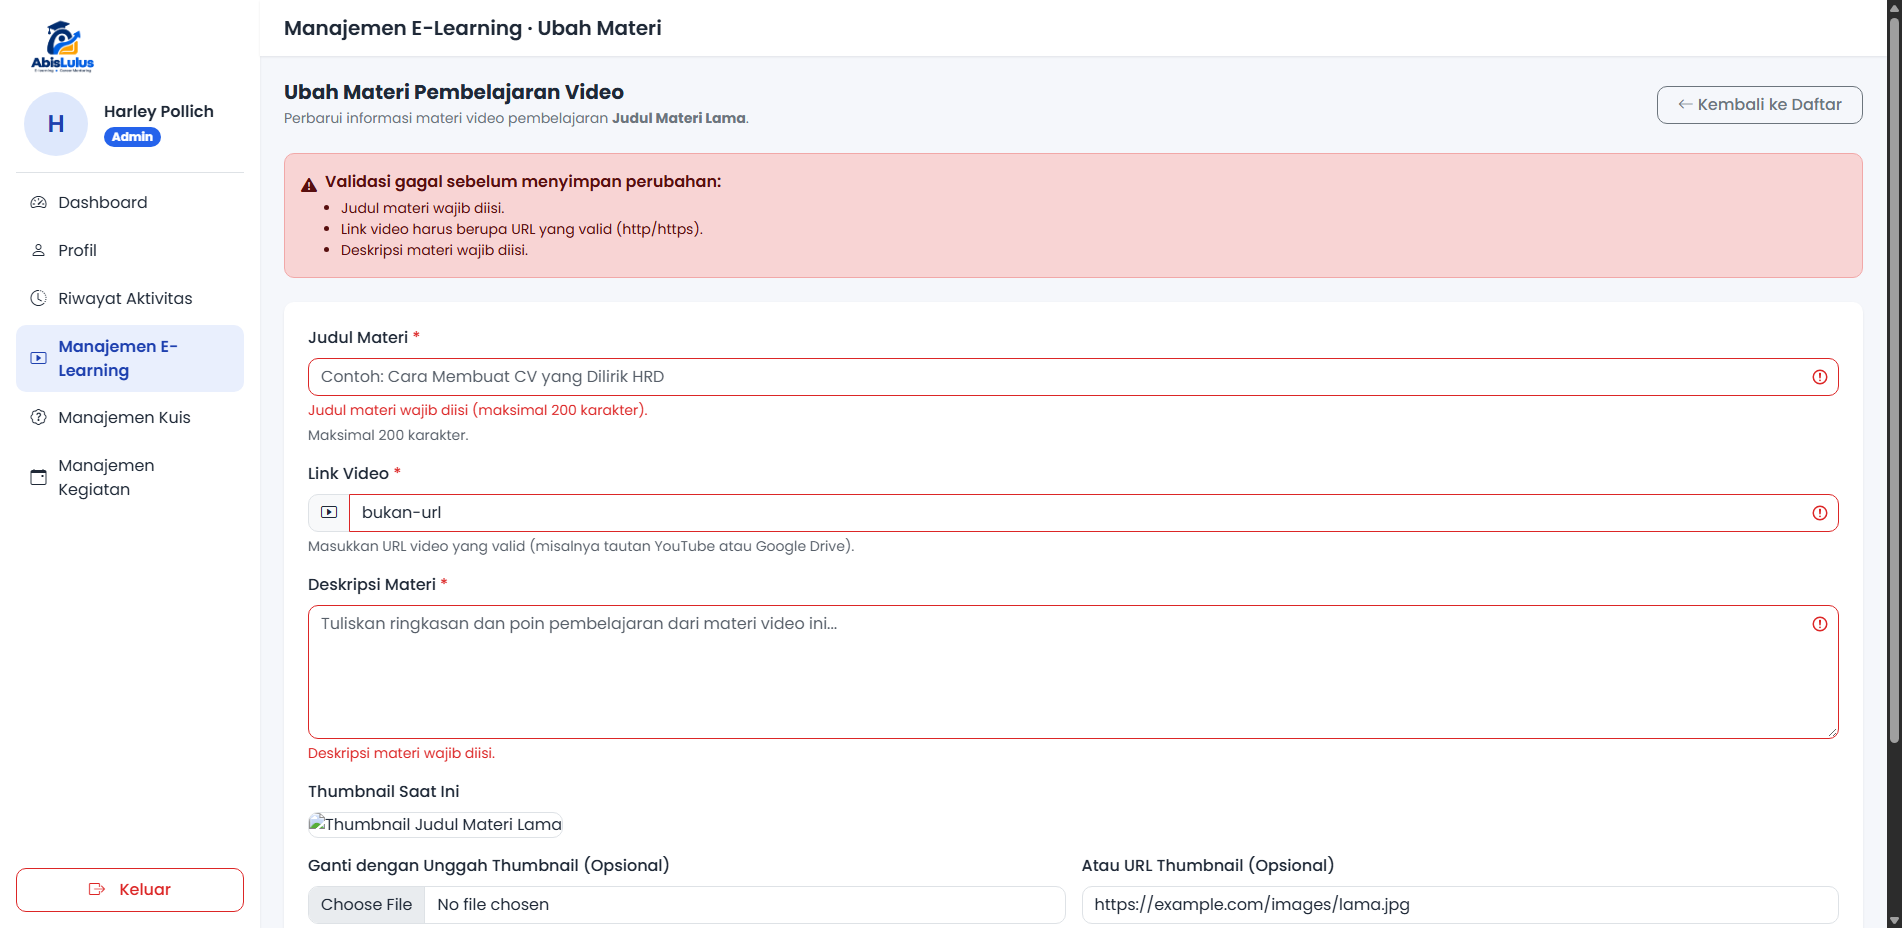 AbisLulus
Harley Pollich
Admin
Dashboard
Profil
Riwayat Aktivitas
Manajemen E-
Learning
Manajemen Kuis
Manajemen
Kegiatan
Keluar
Manajemen E-Learning · Ubah Materi
Ubah Materi Pembelajaran Video
Perbarui informasi materi video pembelajaran Judul Materi Lama.
← Kembali ke Daftar
Validasi gagal sebelum menyimpan perubahan:
• Judul materi wajib diisi.
• Link video harus berupa URL yang valid (http/https).
• Deskripsi materi wajib diisi.
Judul Materi *
Contoh: Cara Membuat CV yang Dilirik HRD
Judul materi wajib diisi (maksimal 200 karakter).
Maksimal 200 karakter.
Link Video *
bukan-url
Masukkan URL video yang valid (misalnya tautan YouTube atau Google Drive).
Deskripsi Materi *
Tuliskan ringkasan dan poin pembelajaran dari materi video ini...
Deskripsi materi wajib diisi.
Thumbnail Saat Ini
Thumbnail Judul Materi Lama
Ganti dengan Unggah Thumbnail (Opsional)
Choose File No file chosen
Atau URL Thumbnail (Opsional)
https://example.com/images/lama.jpg